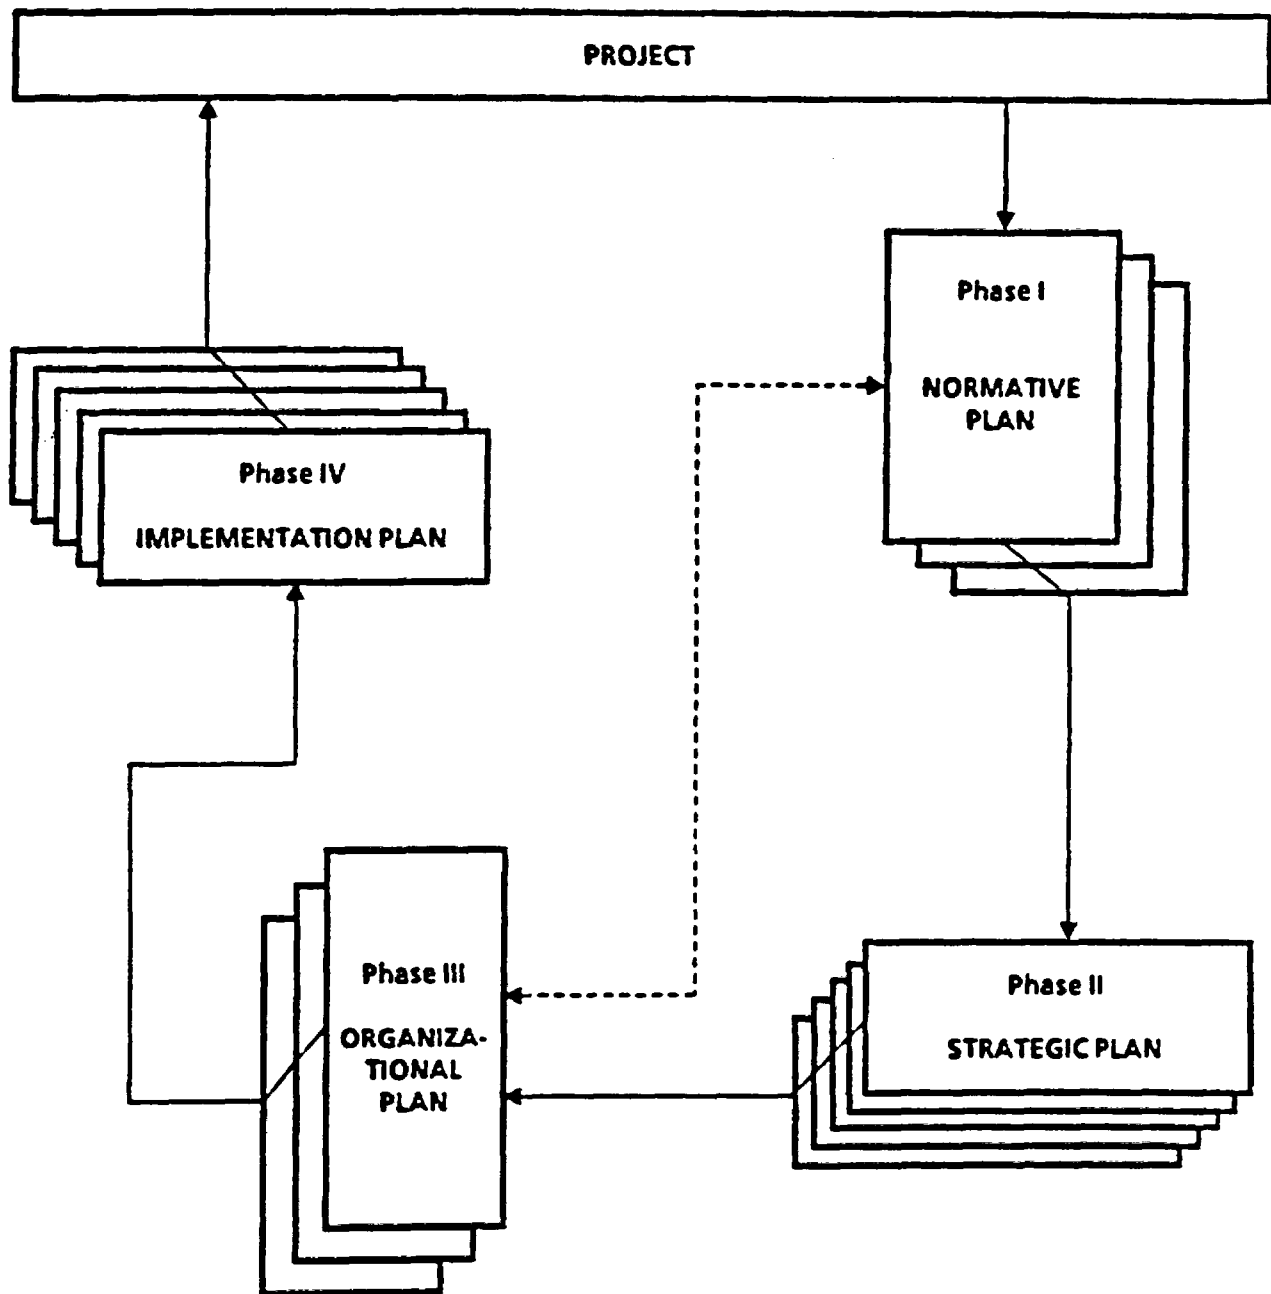 PROJECT
Phase I
NORMATIVE
PLAN
Phase IV
IMPLEMENTATION PLAN
Phase III
ORGANIZA-
TIONAL
PLAN
Phase II
STRATEGIC PLAN